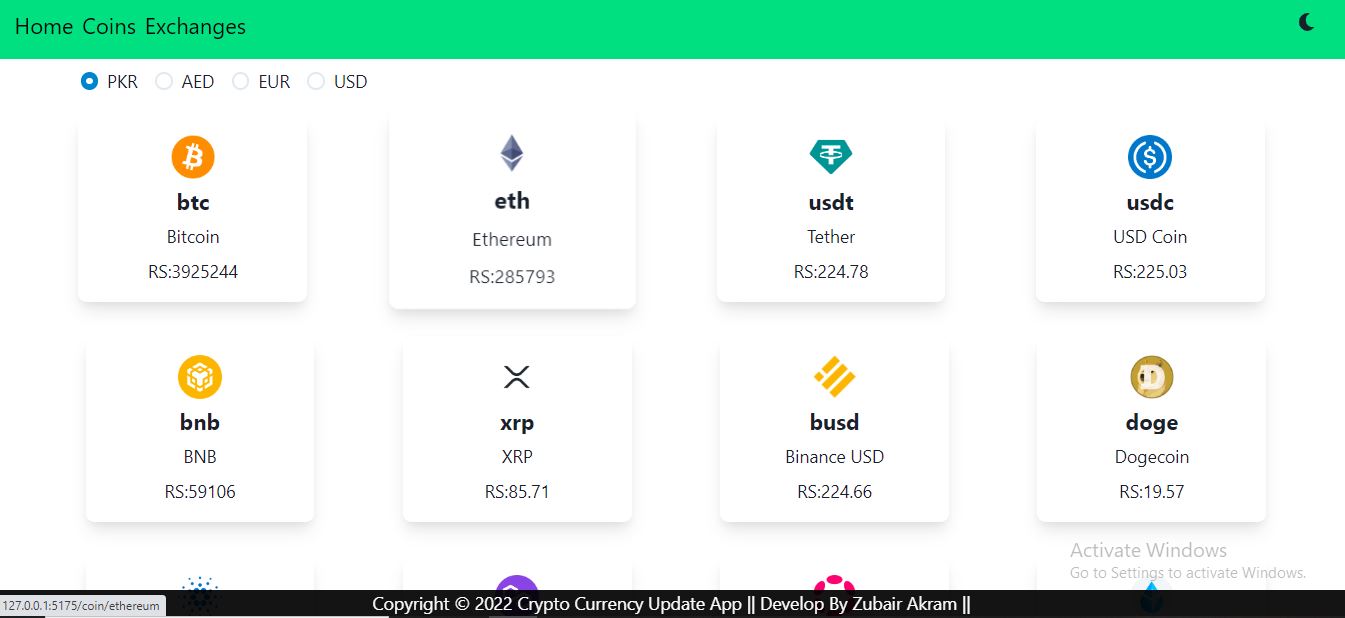 Home Coins Exchanges
PKR AED EUR USD
btc
Bitcoin
RS:3925244
eth
Ethereum
RS:285793
usdt
Tether
RS:224.78
usdc
USD Coin
RS:225.03
bnb
BNB
RS:59106
xrp
XRP
RS:85.71
busd
Binance USD
RS:224.66
doge
Dogecoin
RS:19.57
Activate Windows
Go to Settings to activate Windows.
127.0.0.1:5175/coin/ethereum
Copyright © 2022 Crypto Currency Update App || Develop By Zubair Akram ||